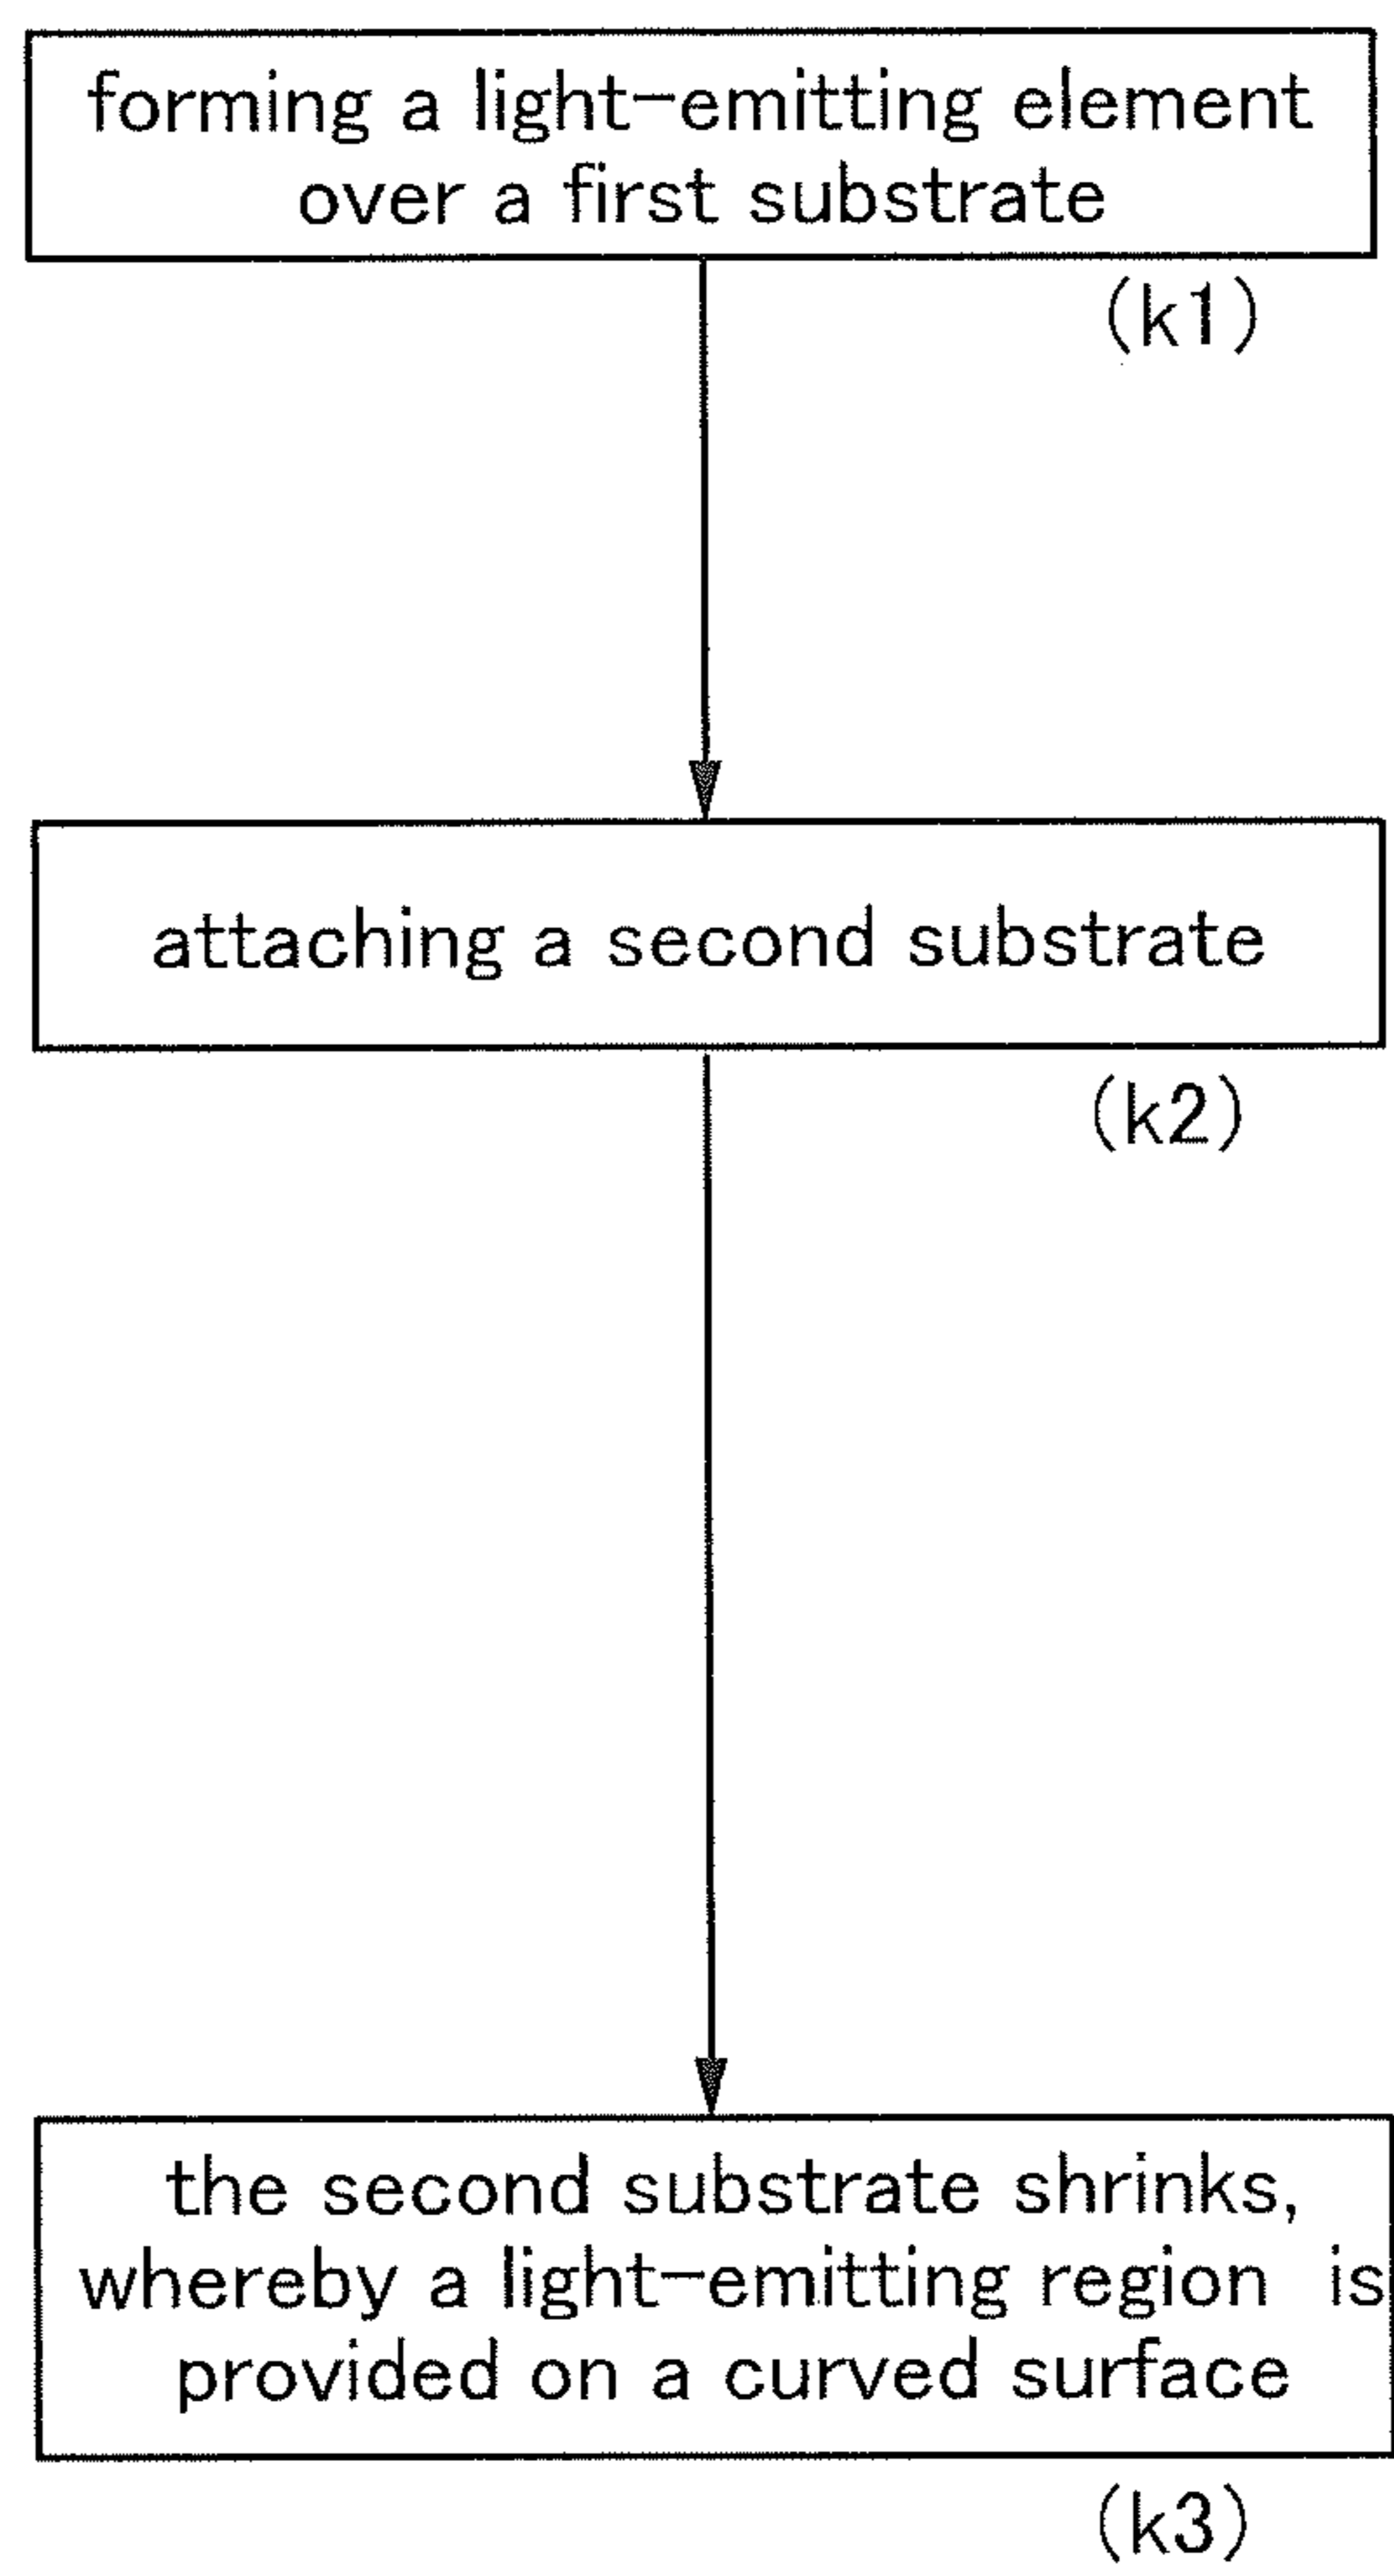 forming a light-emitting element
over a first substrate
(k1)
attaching a second substrate
(k2)
the second substrate shrinks,
whereby a light-emitting region is
provided on a curved surface
(k3)